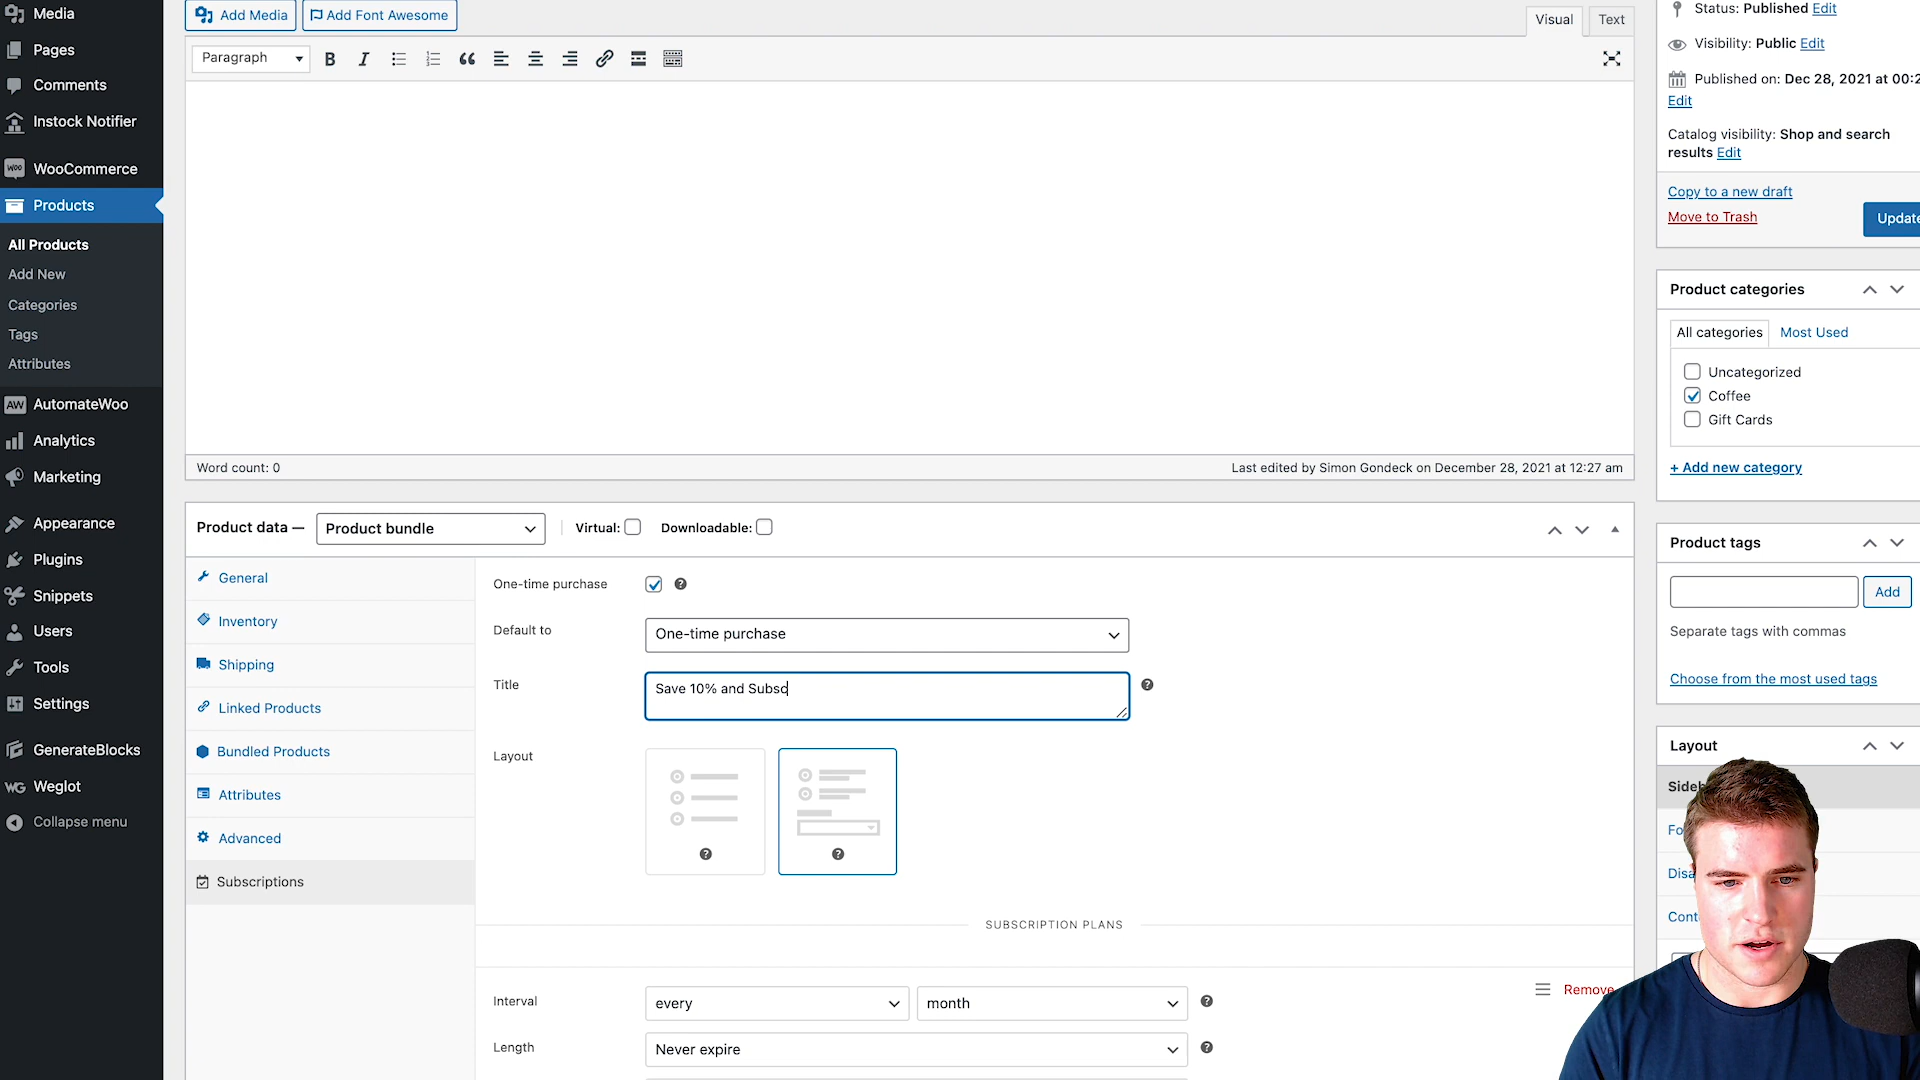 Media
Pages
Comments
Instock Notifier
WooCommerce
Products
All Products
Add New
Categories
Tags
Attributes
AutomateWoo
Analytics
Marketing
Appearance
Plugins
Snippets
Users
Tools
Settings
GenerateBlocks
Weglot
Collapse menu
Add Media
Add Font Awesome
Visual
Text
Paragraph
Word count: 0
Last edited by Simon Gondeck on December 28, 2021 at 12:27 am
Product data —
Product bundle
Virtual:
Downloadable:
General
Inventory
Shipping
Linked Products
Bundled Products
Attributes
Advanced
Subscriptions
One-time purchase
Default to
One-time purchase
Title
Save 10% and Subsc
Layout
SUBSCRIPTION PLANS
Interval
every
month
Remove
Length
Never expire
Status: Published Edit
Visibility: Public Edit
Published on: Dec 28, 2021 at 00:2
Edit
Catalog visibility: Shop and search
results Edit
Copy to a new draft
Move to Trash
Update
Product categories
All categories
Most Used
Uncategorized
Coffee
Gift Cards
+ Add new category
Product tags
Add
Separate tags with commas
Choose from the most used tags
Layout